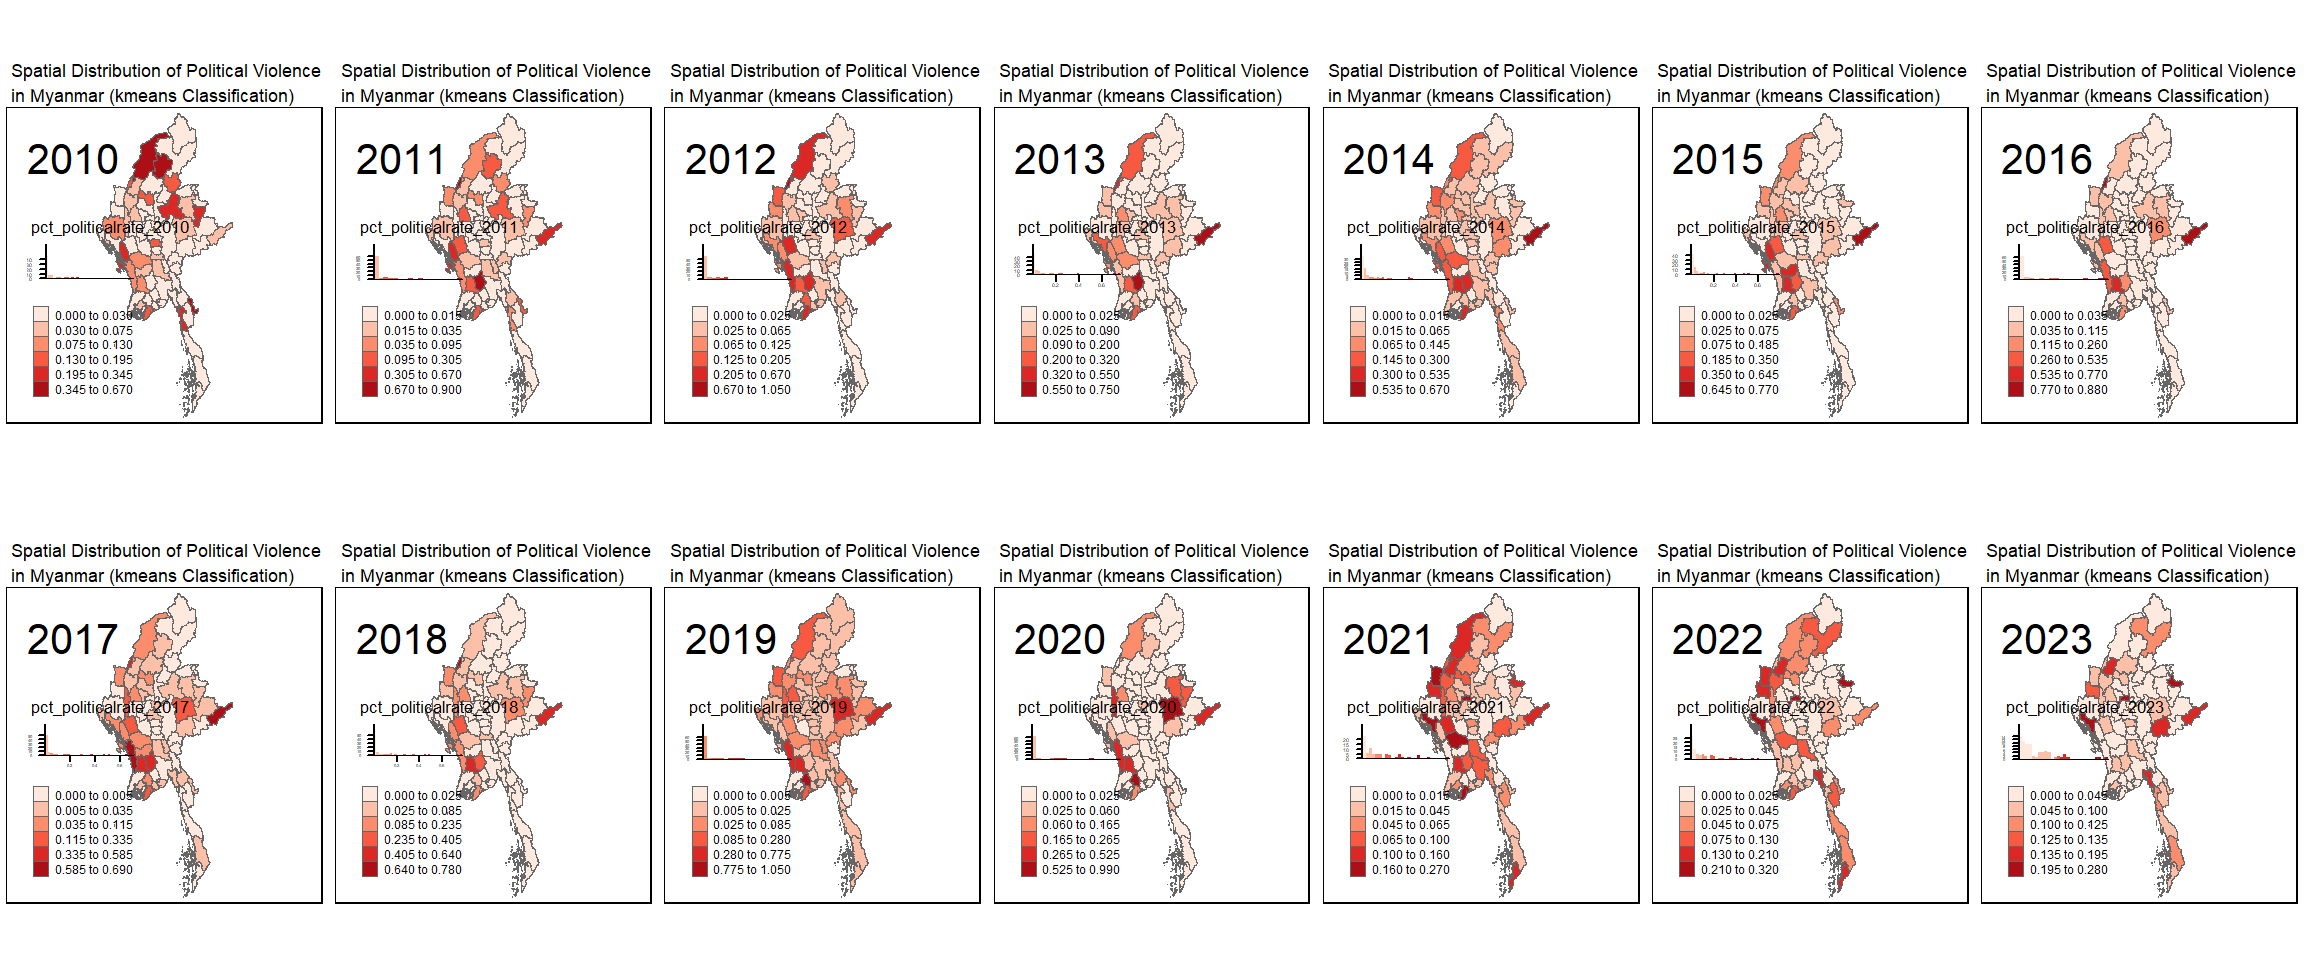 Spatial Distribution of Political Violence
in Myanmar (kmeans Classification)
2010
pct_politicalrate_2010
0.000 to 0.030
0.030 to 0.075
0.075 to 0.130
0.130 to 0.195
0.195 to 0.345
0.345 to 0.670
Spatial Distribution of Political Violence
in Myanmar (kmeans Classification)
2011
pct_politicalrate_2011
0.000 to 0.015
0.015 to 0.035
0.035 to 0.095
0.095 to 0.305
0.305 to 0.670
0.670 to 0.900
Spatial Distribution of Political Violence
in Myanmar (kmeans Classification)
2012
pct_politicalrate_2012
0.000 to 0.025
0.025 to 0.065
0.065 to 0.125
0.125 to 0.205
0.205 to 0.670
0.670 to 1.050
Spatial Distribution of Political Violence
in Myanmar (kmeans Classification)
2013
pct_politicalrate_2013
0.2 0.4 0.6
0.000 to 0.025
0.025 to 0.090
0.090 to 0.200
0.200 to 0.320
0.320 to 0.550
0.550 to 0.750
Spatial Distribution of Political Violence
in Myanmar (kmeans Classification)
2014
pct_politicalrate_2014
0.000 to 0.015
0.015 to 0.065
0.065 to 0.145
0.145 to 0.300
0.300 to 0.535
0.535 to 0.670
Spatial Distribution of Political Violence
in Myanmar (kmeans Classification)
2015
pct_politicalrate_2015
0.2 0.4 0.6
0.000 to 0.025
0.025 to 0.075
0.075 to 0.185
0.185 to 0.350
0.350 to 0.645
0.645 to 0.770
Spatial Distribution of Political Violence
in Myanmar (kmeans Classification)
2016
pct_politicalrate_2016
0.000 to 0.035
0.035 to 0.115
0.115 to 0.260
0.260 to 0.535
0.535 to 0.770
0.770 to 0.880
Spatial Distribution of Political Violence
in Myanmar (kmeans Classification)
2017
pct_politicalrate_2017
0.2 0.4 0.6
0.000 to 0.005
0.005 to 0.035
0.035 to 0.115
0.115 to 0.335
0.335 to 0.585
0.585 to 0.690
Spatial Distribution of Political Violence
in Myanmar (kmeans Classification)
2018
pct_politicalrate_2018
0.2 0.4 0.6
0.000 to 0.025
0.025 to 0.085
0.085 to 0.235
0.235 to 0.405
0.405 to 0.640
0.640 to 0.780
Spatial Distribution of Political Violence
in Myanmar (kmeans Classification)
2019
pct_politicalrate_2019
0.000 to 0.005
0.005 to 0.025
0.025 to 0.085
0.085 to 0.280
0.280 to 0.775
0.775 to 1.050
Spatial Distribution of Political Violence
in Myanmar (kmeans Classification)
2020
pct_politicalrate_2020
0.000 to 0.025
0.025 to 0.060
0.060 to 0.165
0.165 to 0.265
0.265 to 0.525
0.525 to 0.990
Spatial Distribution of Political Violence
in Myanmar (kmeans Classification)
2021
pct_politicalrate_2021
0.000 to 0.015
0.015 to 0.045
0.045 to 0.065
0.065 to 0.100
0.100 to 0.160
0.160 to 0.270
Spatial Distribution of Political Violence
in Myanmar (kmeans Classification)
2022
pct_politicalrate_2022
0.000 to 0.025
0.025 to 0.045
0.045 to 0.075
0.075 to 0.130
0.130 to 0.210
0.210 to 0.320
Spatial Distribution of Political Violence
in Myanmar (kmeans Classification)
2023
pct_politicalrate_2023
0.000 to 0.045
0.045 to 0.100
0.100 to 0.125
0.125 to 0.135
0.135 to 0.195
0.195 to 0.280